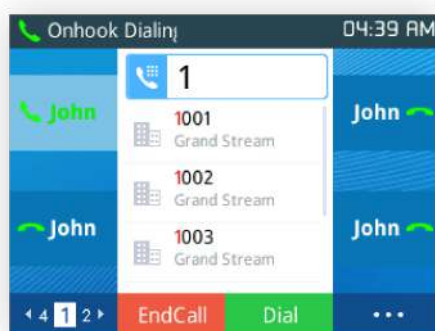 Onhook Dialing
04:39 AM
1
John
1001
Grand Stream
John
1002
Grand Stream
John
1003
Grand Stream
John
4 1 2
EndCall
Dial
...